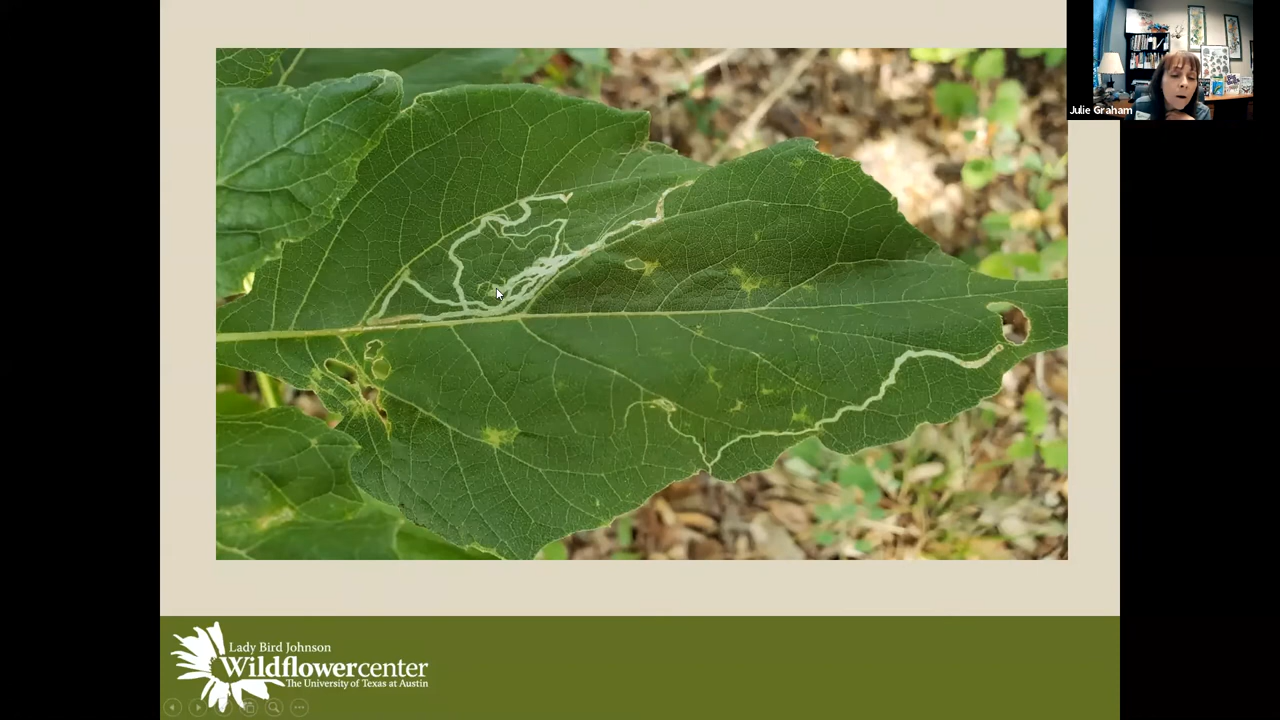 Julie Graham
Lady Bird Johnson
Wildflowercenter
The University of Texas at Austin